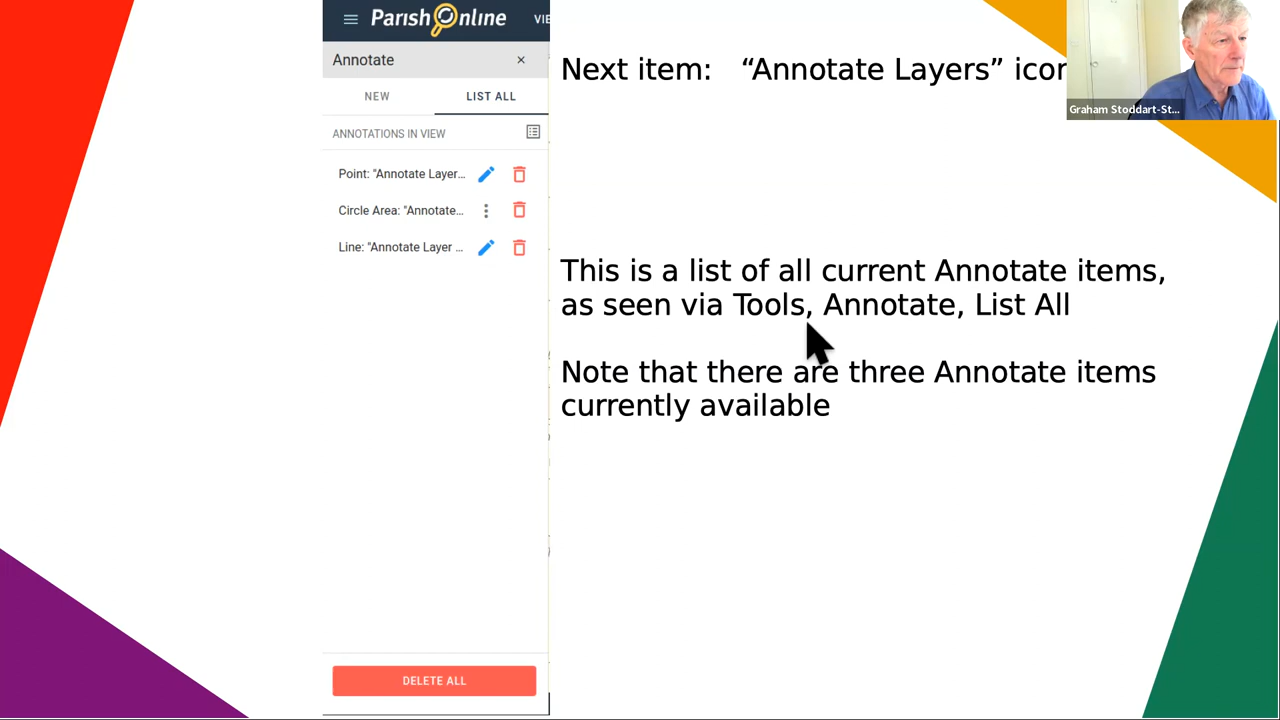 Parish Online
VIE
Annotate
×
NEW
LIST ALL
ANNOTATIONS IN VIEW
Point: "Annotate Layer...
Circle Area: "Annotate...
Line: "Annotate Layer ...
DELETE ALL
Next item: “Annotate Layers” icon
Graham Stoddart-St...
This is a list of all current Annotate items,
as seen via Tools, Annotate, List All
Note that there are three Annotate items
currently available